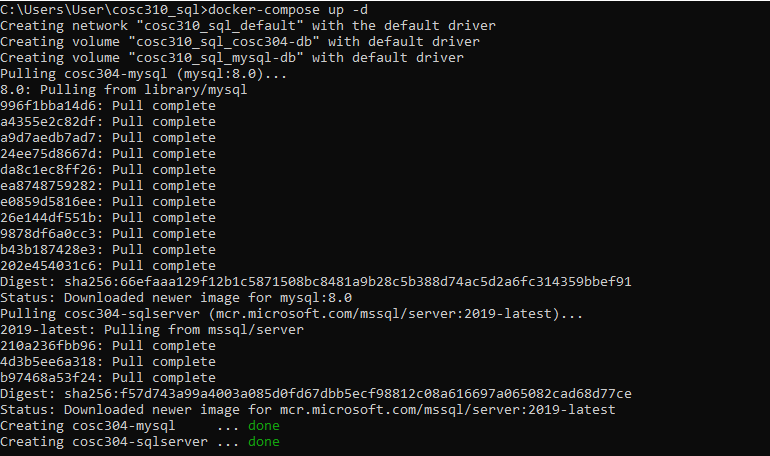 C:\Users\User\cosc310_sql>docker-compose up -d
Creating network "cosc310_sql_default" with the default driver
Creating volume "cosc310_sql_cosc304-db" with default driver
Creating volume "cosc310_sql_mysql-db" with default driver
Pulling cosc304-mysql (mysql:8.0)...
8.0: Pulling from library/mysql
996f1bba14d6: Pull complete
a4355e2c82df: Pull complete
a9d7aedb7ad7: Pull complete
24ee75d8667d: Pull complete
da8c1ec8ff26: Pull complete
ea8748759282: Pull complete
e0859d5816ee: Pull complete
26e144df551b: Pull complete
9878df6a0cc3: Pull complete
b43b187428e3: Pull complete
202e454031c6: Pull complete
Digest: sha256:66efaaa129f12b1c5871508bc8481a9b28c5b388d74ac5d2a6fc314359bbef91
Status: Downloaded newer image for mysql:8.0
Pulling cosc304-sqlserver (mcr.microsoft.com/mssql/server:2019-latest)...
2019-latest: Pulling from mssql/server
210a236fbb96: Pull complete
4d3b5ee6a318: Pull complete
b97468a53f24: Pull complete
Digest: sha256:f57d743a99a4003a085d0fd67dbb5ecf98812c08a616697a065082cad68d77ce
Status: Downloaded newer image for mcr.microsoft.com/mssql/server:2019-latest
Creating cosc304-mysql     ... done
Creating cosc304-sqlserver ... done